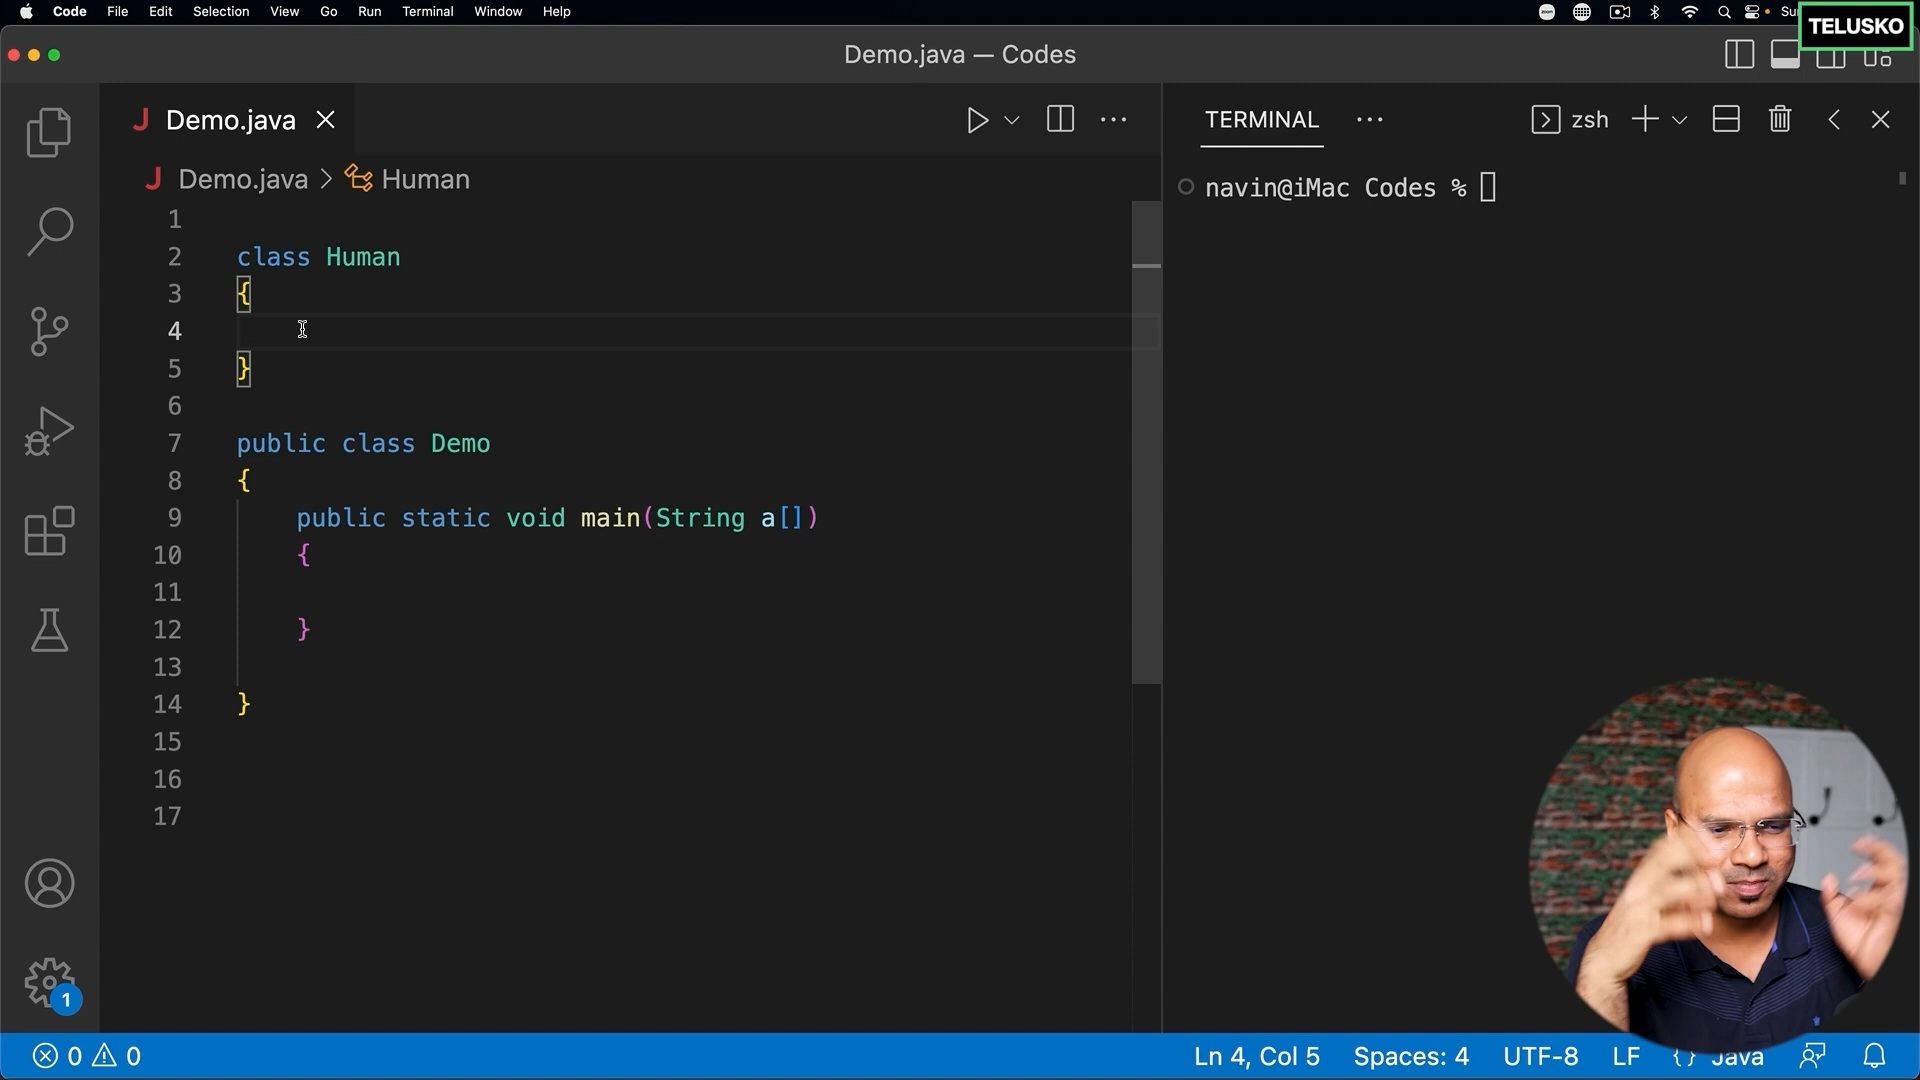 Code File Edit Selection View Go Run Terminal Window Help
TELUSKO
Demo.java — Codes
Demo.java
TERMINAL
zsh
Demo.java > Human
navin@iMac Codes %
1
2 class Human
3 {
4
5 }
6
7 public class Demo
8 {
9 public static void main(String a[])
10 {
11
12 }
13
14 }
15
16
17
1
0 0
Ln 4, Col 5 Spaces: 4 UTF-8 LF {} Java